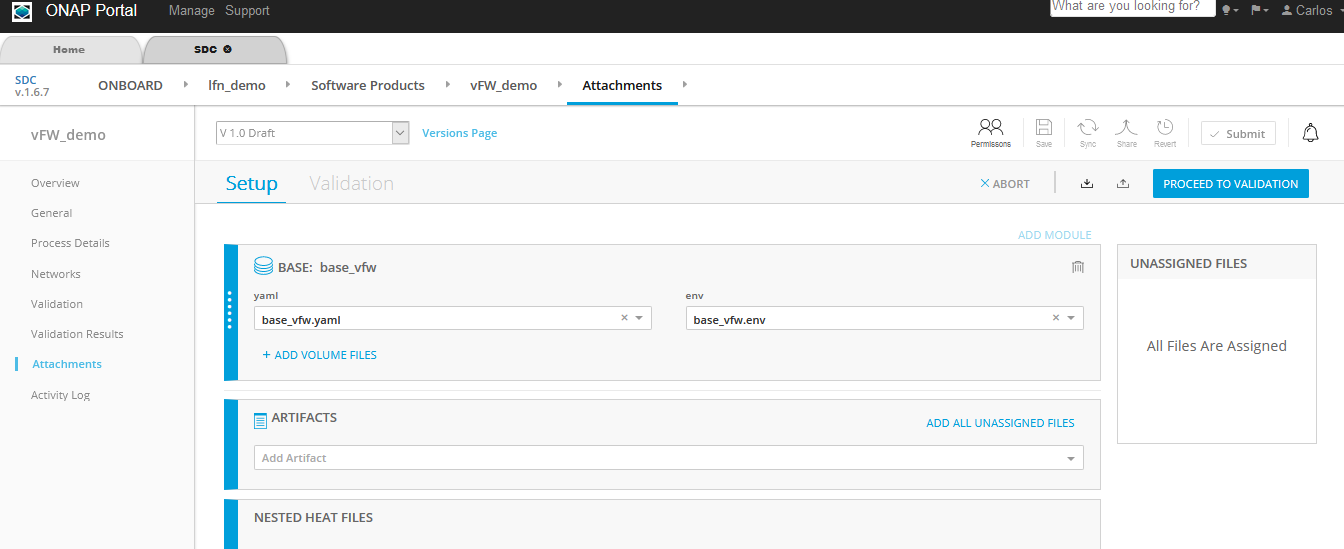 ONAP Portal Manage Support What are you looking for? Carlos
Home SDC
SDC
v.1.6.7
ONBOARD lfn_demo Software Products vFW_demo Attachments
vFW_demo
V 1.0 Draft Versions Page
Permissons Save Sync Share Revert Submit
Setup Validation ABORT PROCEED TO VALIDATION
Overview
General
Process Details
Networks
Validation
Validation Results
Attachments
Activity Log
ADD MODULE
BASE: base_vfw
yaml env
base_vfw.yaml base_vfw.env
+ ADD VOLUME FILES
ARTIFACTS
ADD ALL UNASSIGNED FILES
Add Artifact
NESTED HEAT FILES
UNASSIGNED FILES
All Files Are Assigned